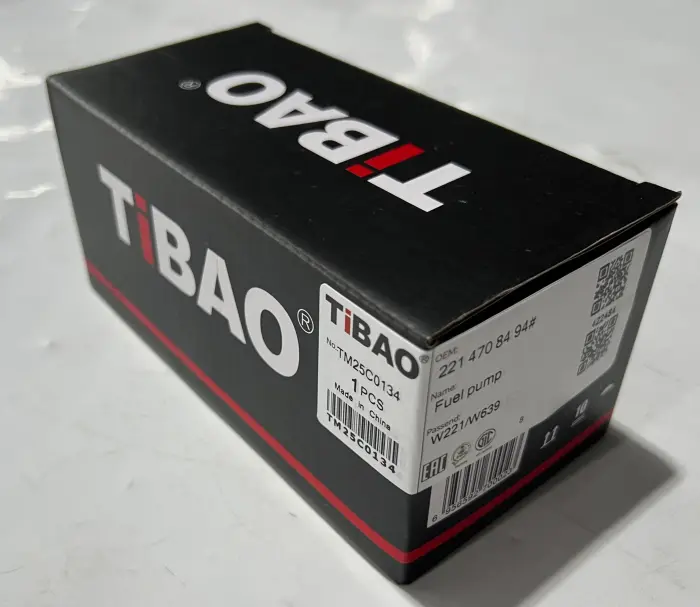 TiBAO®
TiBAO®
TiBAO®
No:TM25C0134
1PCS
Made in China
TM25C0134
OEM:
221 470 84 94#
Name:
Fuel pump
Passend:
W221/W639
EAC